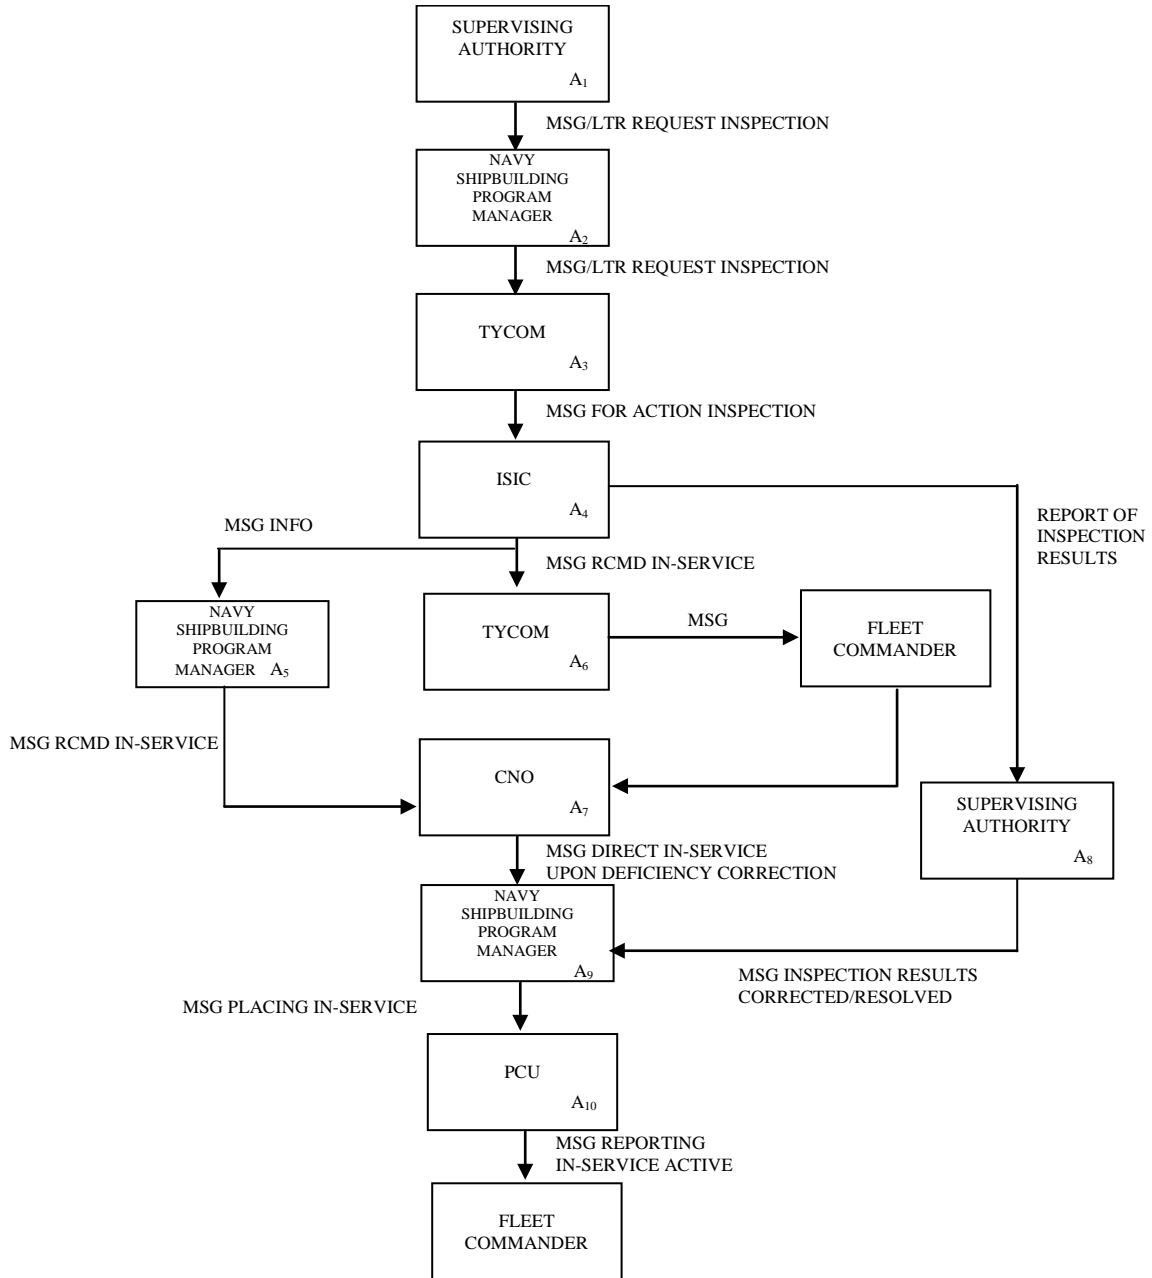 SUPERVISING
AUTHORITY
A₁
MSG/LTR REQUEST INSPECTION
NAVY
SHIPBUILDING
PROGRAM
MANAGER
A₂
MSG/LTR REQUEST INSPECTION
TYCOM
A₃
MSG FOR ACTION INSPECTION
ISIC
A₄
MSG INFO
MSG RCMD IN-SERVICE
REPORT OF
INSPECTION
RESULTS
NAVY
SHIPBUILDING
PROGRAM
MANAGER A₅
TYCOM
A₆
MSG
FLEET
COMMANDER
MSG RCMD IN-SERVICE
CNO
A₇
SUPERVISING
AUTHORITY
A₈
MSG DIRECT IN-SERVICE
UPON DEFICIENCY CORRECTION
NAVY
SHIPBUILDING
PROGRAM
MANAGER
A₉
MSG INSPECTION RESULTS
CORRECTED/RESOLVED
MSG PLACING IN-SERVICE
PCU
A₁₀
MSG REPORTING
IN-SERVICE ACTIVE
FLEET
COMMANDER